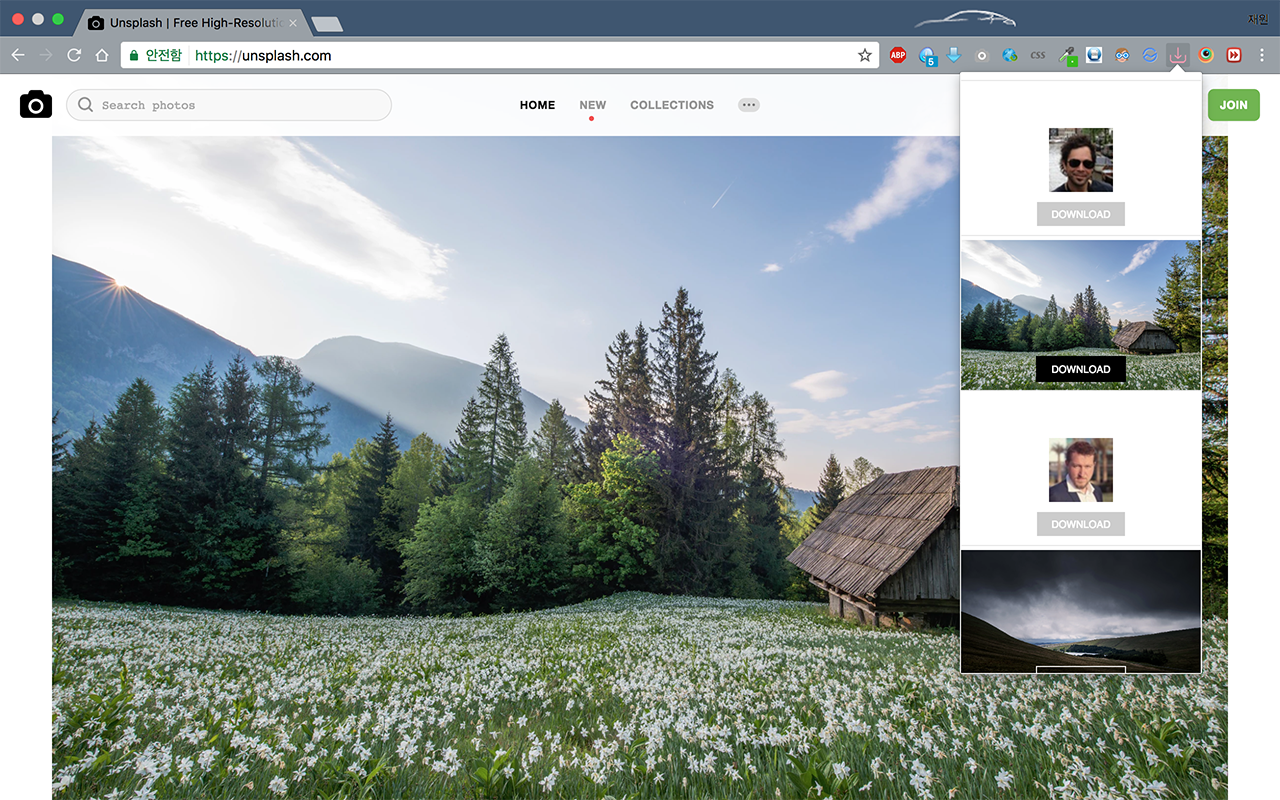 Unsplash | Free High-Resolutio
재원
안전함 https://unsplash.com
ABP
5
CSS
Search photos
HOME NEW COLLECTIONS
JOIN
DOWNLOAD
DOWNLOAD
DOWNLOAD